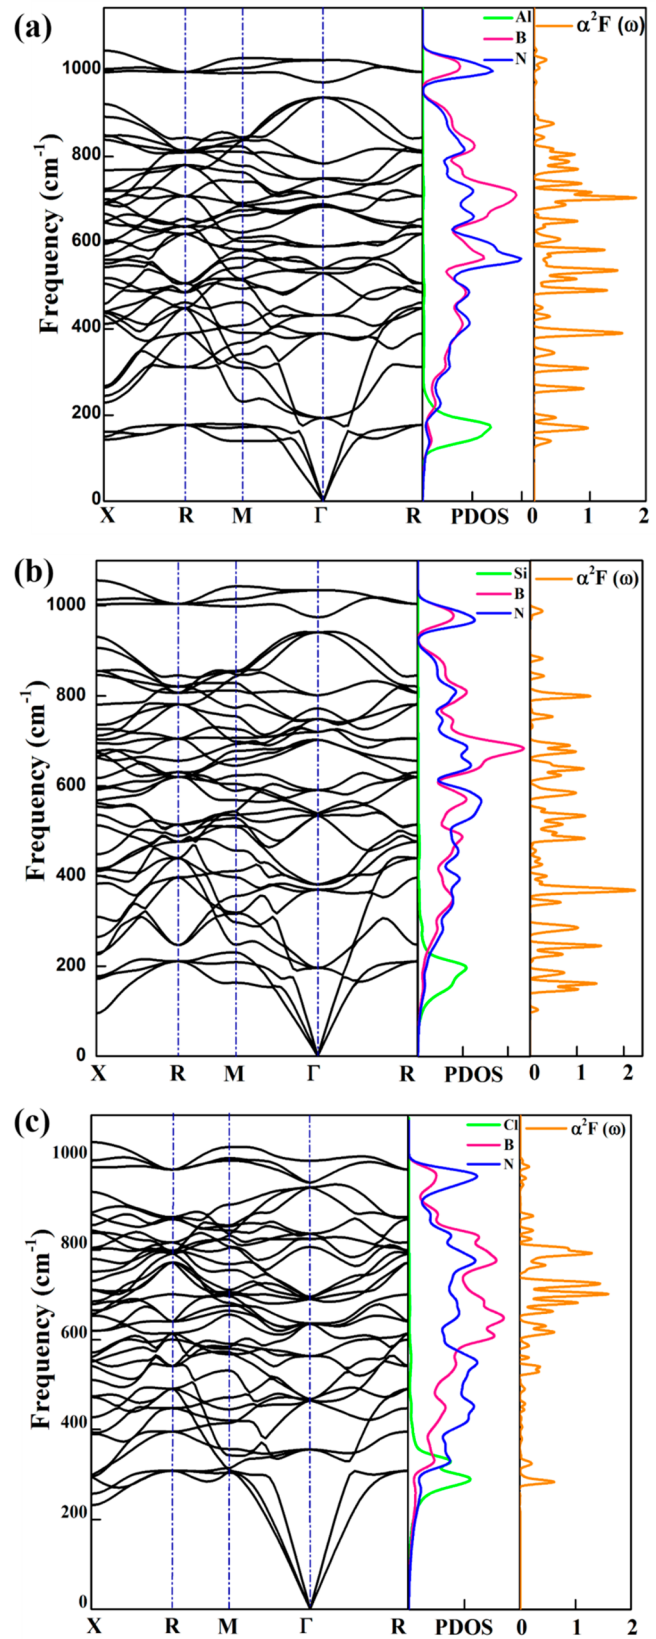 (a)
Al
B
N
α²F (ω)
1000
800
600
400
200
0
Frequency (cm⁻¹)
X R M Γ R PDOS 0 1 2
(b)
Si
B
N
α²F (ω)
1000
800
600
400
200
0
Frequency (cm⁻¹)
X R M Γ R PDOS 0 1 2
(c)
Cl
B
N
α²F (ω)
1000
800
600
400
200
0
Frequency (cm⁻¹)
X R M Γ R PDOS 0 1 2